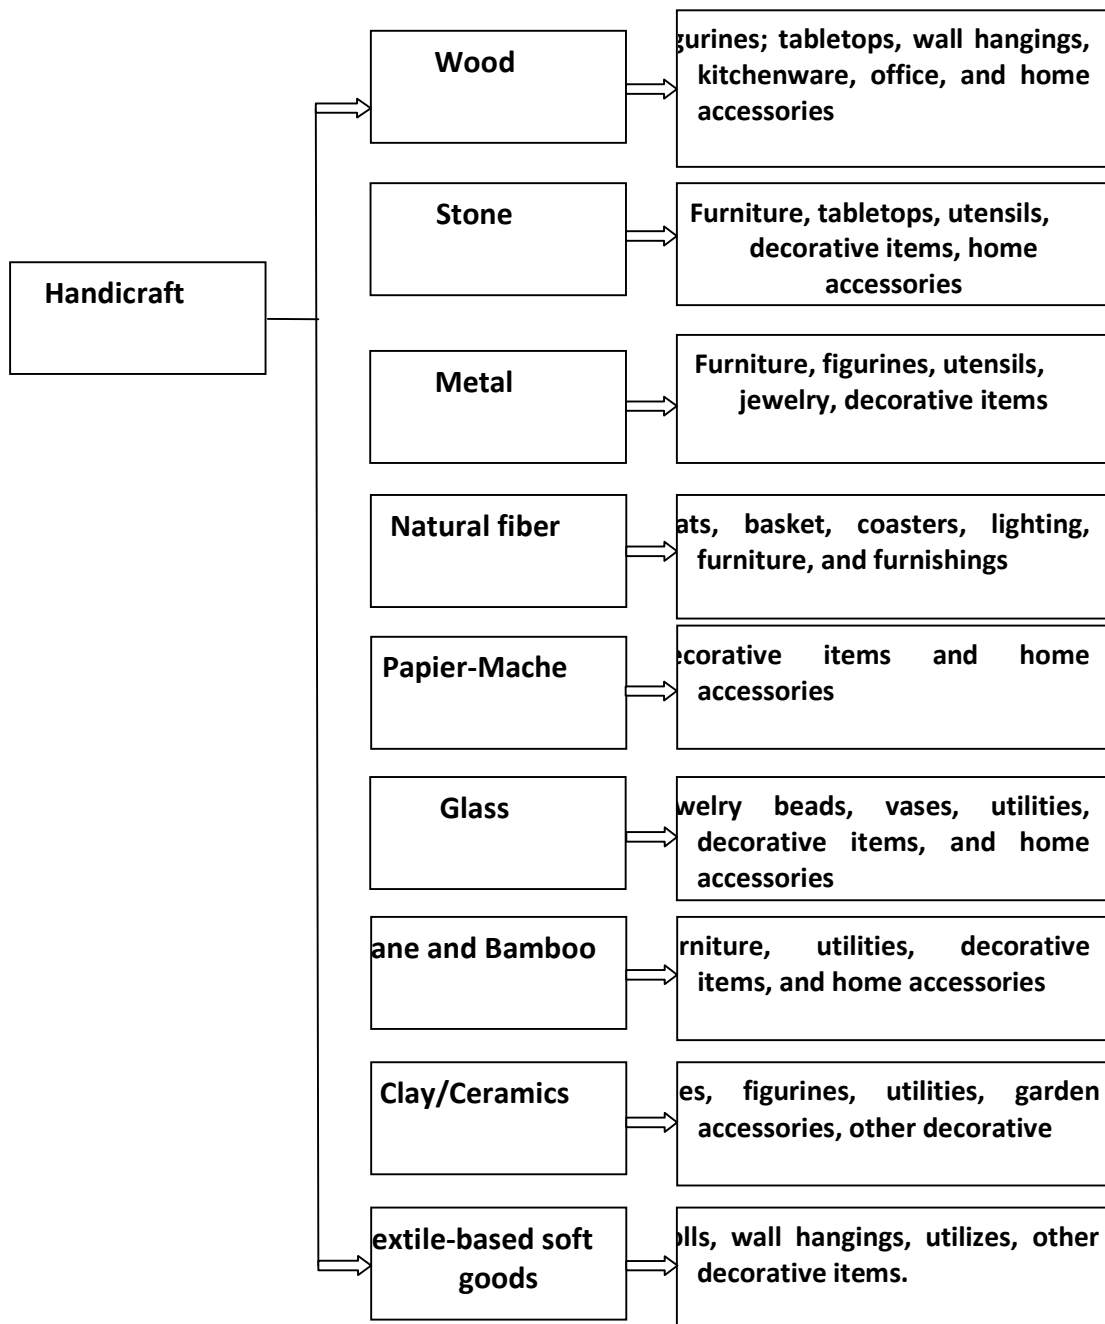 Handicraft
Wood
gurines; tabletops, wall hangings,
kitchenware, office, and home
accessories
Stone
Furniture, tabletops, utensils,
decorative items, home
accessories
Metal
Furniture, figurines, utensils,
jewelry, decorative items
Natural fiber
ats, basket, coasters, lighting,
furniture, and furnishings
Papier-Mache
ecorative items and home
accessories
Glass
welry beads, vases, utilities,
decorative items, and home
accessories
ane and Bamboo
rniture, utilities, decorative
items, and home accessories
Clay/Ceramics
es, figurines, utilities, garden
accessories, other decorative
extile-based soft
goods
olls, wall hangings, utilizes, other
decorative items.